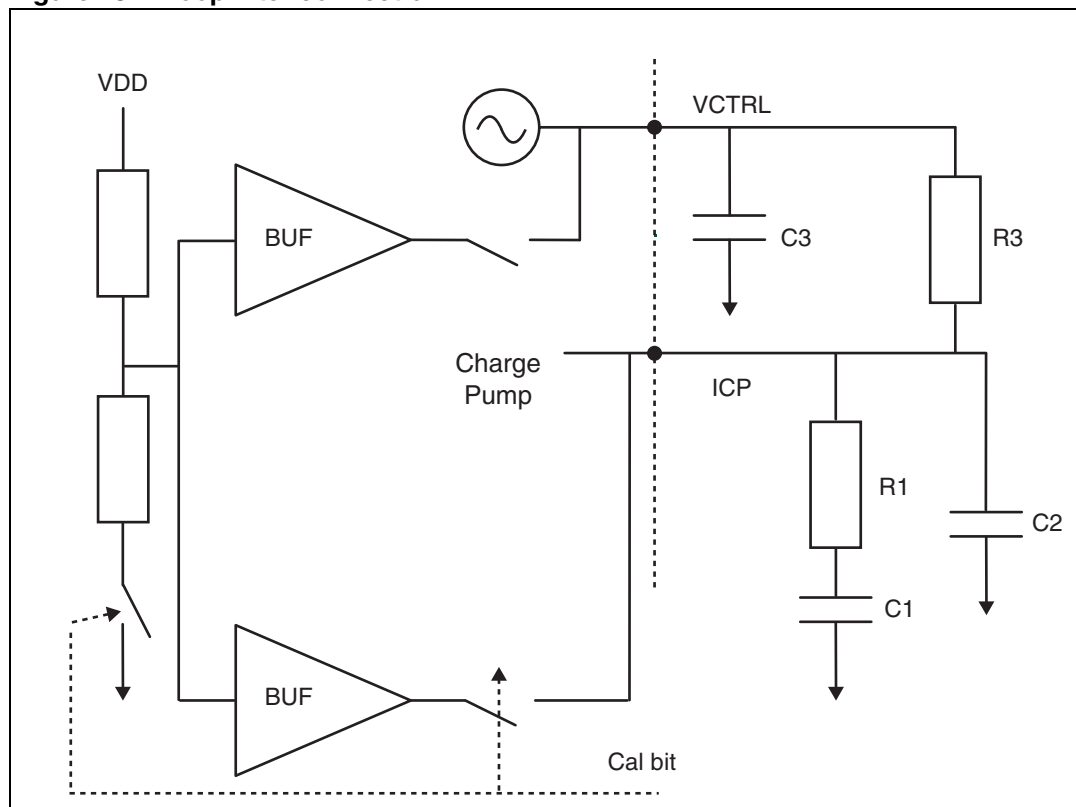 VDD
VCTRL
BUF
C3
R3
Charge
Pump
ICP
R1
C2
C1
BUF
Cal bit